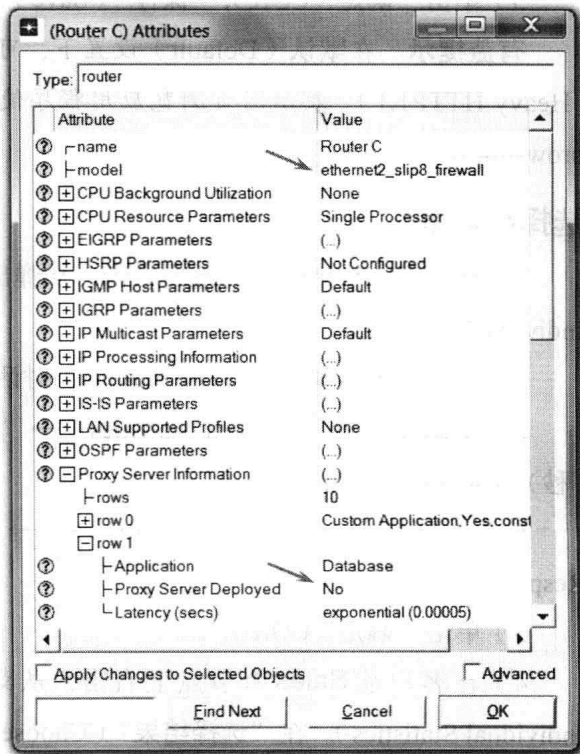 (Router C) Attributes
Type: router
Attribute Value
name Router C
model ethernet2_slip8_firewall
CPU Background Utilization None
CPU Resource Parameters Single Processor
EIGRP Parameters (...)
HSRP Parameters Not Configured
IGMP Host Parameters Default
IGRP Parameters (...)
IP Multicast Parameters Default
IP Processing Information (...)
IP Routing Parameters (...)
IS-IS Parameters (...)
LAN Supported Profiles None
OSPF Parameters (...)
Proxy Server Information (...)
rows 10
row 0 Custom Application,Yes,const
row 1
Application Database
Proxy Server Deployed No
Latency (secs) exponential (0.00005)
Apply Changes to Selected Objects Advanced
Find Next Cancel OK